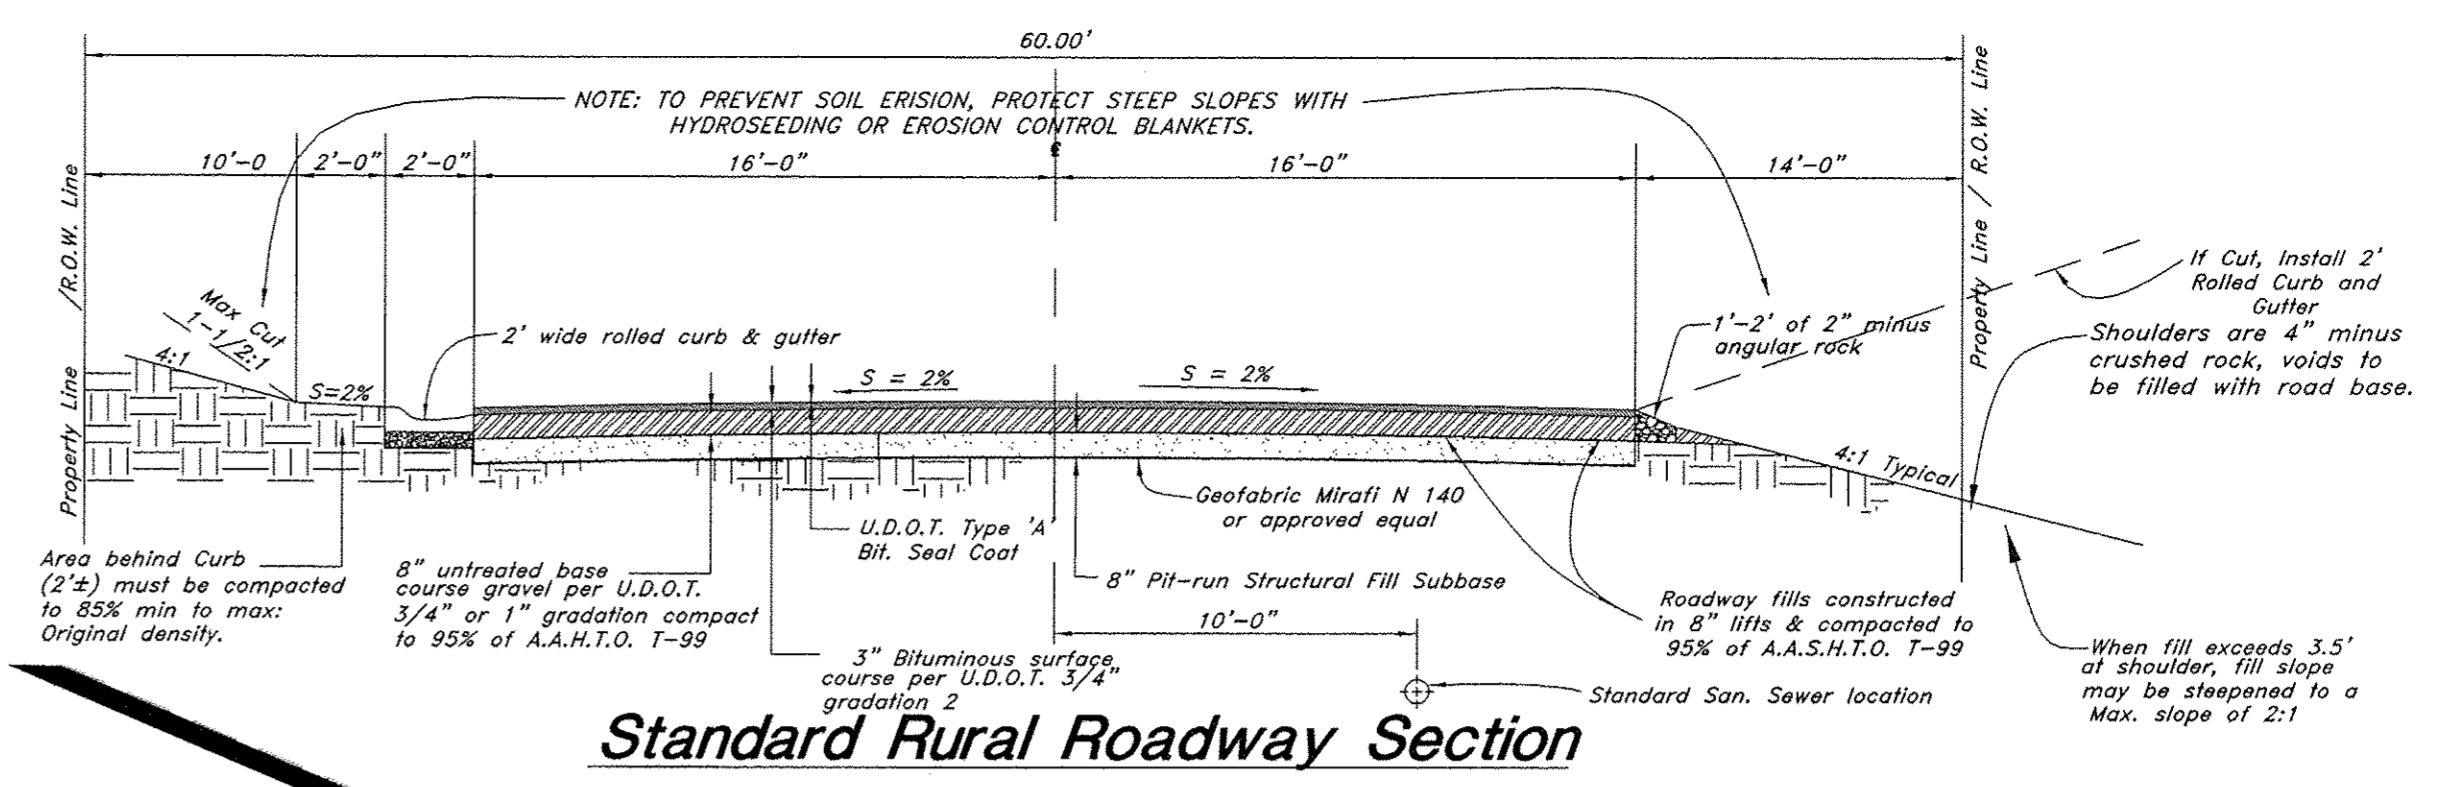 60.00'
NOTE: TO PREVENT SOIL ERISION, PROTECT STEEP SLOPES WITH
HYDROSEEDING OR EROSION CONTROL BLANKETS.
10'-0
2'-0"
2'-0"
16'-0"
16'-0"
14'-0"
Property Line
/R.O.W. Line
Property Line / R.O.W. Line
Max Cut
1-1/2:1
4:1
S=2%
2' wide rolled curb & gutter
S = 2%
S = 2%
1'-2' of 2" minus
angular rock
If Cut, Install 2'
Rolled Curb and
Gutter
Shoulders are 4" minus
crushed rock, voids to
be filled with road base.
4:1 Typical
Geofabric Mirafi N 140
or approved equal
U.D.O.T. Type 'A'
Bit. Seal Coat
Area behind Curb
(2'±) must be compacted
to 85% min to max:
Original density.
8" untreated base
course gravel per U.D.O.T.
3/4" or 1" gradation compact
to 95% of A.A.H.T.O. T-99
8" Pit-run Structural Fill Subbase
10'-0"
3" Bituminous surface
course per U.D.O.T. 3/4"
gradation 2
Roadway fills constructed
in 8" lifts & compacted to
95% of A.A.S.H.T.O. T-99
Standard San. Sewer location
When fill exceeds 3.5'
at shoulder, fill slope
may be steepened to a
Max. slope of 2:1
Standard Rural Roadway Section